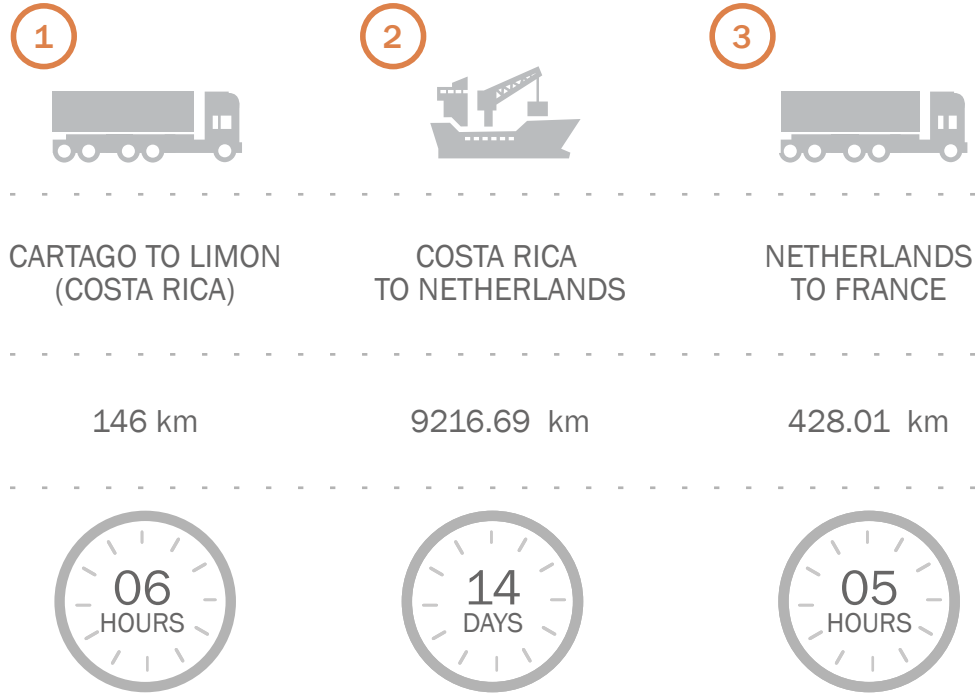 1
2
3
CARTAGO TO LIMON
(COSTA RICA)
COSTA RICA
TO NETHERLANDS
NETHERLANDS
TO FRANCE
146 km
9216.69 km
428.01 km
06
HOURS
14
DAYS
05
HOURS